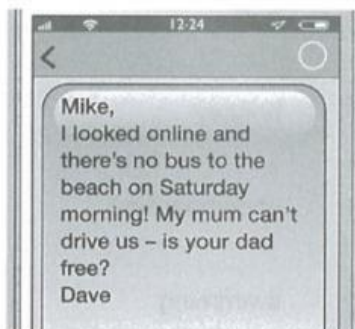 12:24
Mike,
I looked online and
there's no bus to the
beach on Saturday
morning! My mum can't
drive us – is your dad
free?
Dave